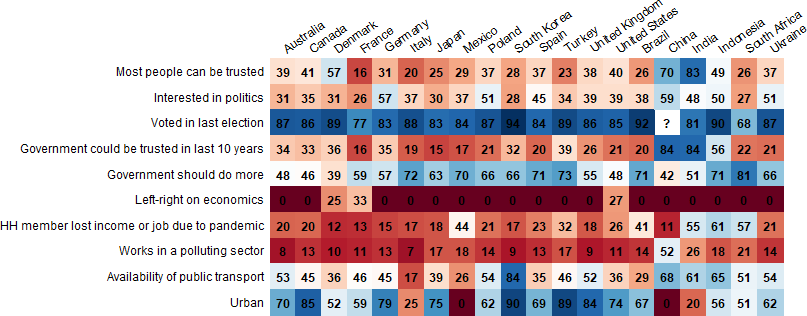 Australia Canada Denmark France Germany Italy Japan Mexico Poland South Korea Spain Turkey United Kingdom United States Brazil China India Indonesia South Africa Ukraine
Most people can be trusted 39 41 57 16 31 20 25 29 37 28 37 23 38 40 26 70 83 49 26 37
Interested in politics 31 35 31 26 57 37 30 37 51 28 45 34 39 39 38 59 48 50 27 51
Voted in last election 87 86 89 77 83 88 83 84 87 94 84 89 86 85 92 ? 81 90 68 87
Government could be trusted in last 10 years 34 33 36 16 35 19 15 17 21 32 20 39 26 21 20 84 84 56 22 21
Government should do more 48 46 39 59 57 72 63 70 66 66 71 73 55 48 71 42 51 71 81 66
Left-right on economics 0 0 25 33 0 0 0 0 0 0 0 0 0 27 0 0 0 0 0 0
HH member lost income or job due to pandemic 20 20 12 13 15 17 18 44 21 17 23 32 18 26 41 11 55 61 57 21
Works in a polluting sector 8 13 10 11 13 7 17 18 14 9 13 17 9 11 14 52 26 18 21 14
Availability of public transport 53 45 36 46 45 17 39 26 54 84 35 46 52 36 29 68 61 65 51 54
Urban 70 85 52 59 79 25 75 0 62 90 69 89 84 74 67 0 20 56 51 62